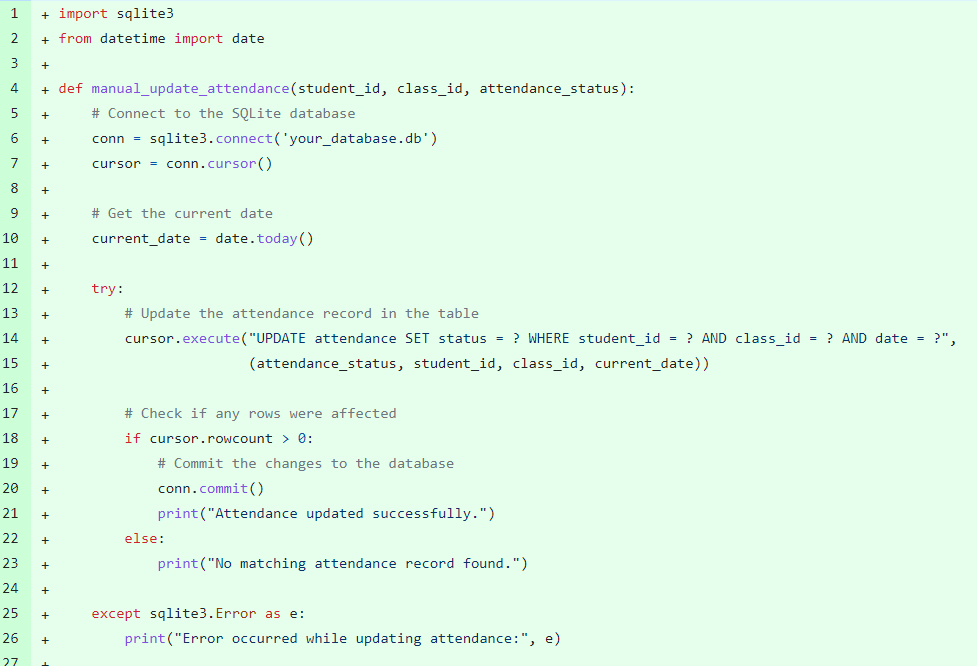 1 + import sqlite3
2 + from datetime import date
3 +
4 + def manual_update_attendance(student_id, class_id, attendance_status):
5 +     # Connect to the SQLite database
6 +     conn = sqlite3.connect('your_database.db')
7 +     cursor = conn.cursor()
8 +
9 +     # Get the current date
10 +     current_date = date.today()
11 +
12 +     try:
13 +         # Update the attendance record in the table
14 +         cursor.execute("UPDATE attendance SET status = ? WHERE student_id = ? AND class_id = ? AND date = ?",
15 +                        (attendance_status, student_id, class_id, current_date))
16 +
17 +         # Check if any rows were affected
18 +         if cursor.rowcount > 0:
19 +             # Commit the changes to the database
20 +             conn.commit()
21 +             print("Attendance updated successfully.")
22 +         else:
23 +             print("No matching attendance record found.")
24 +
25 +     except sqlite3.Error as e:
26 +         print("Error occurred while updating attendance:", e)
27 +